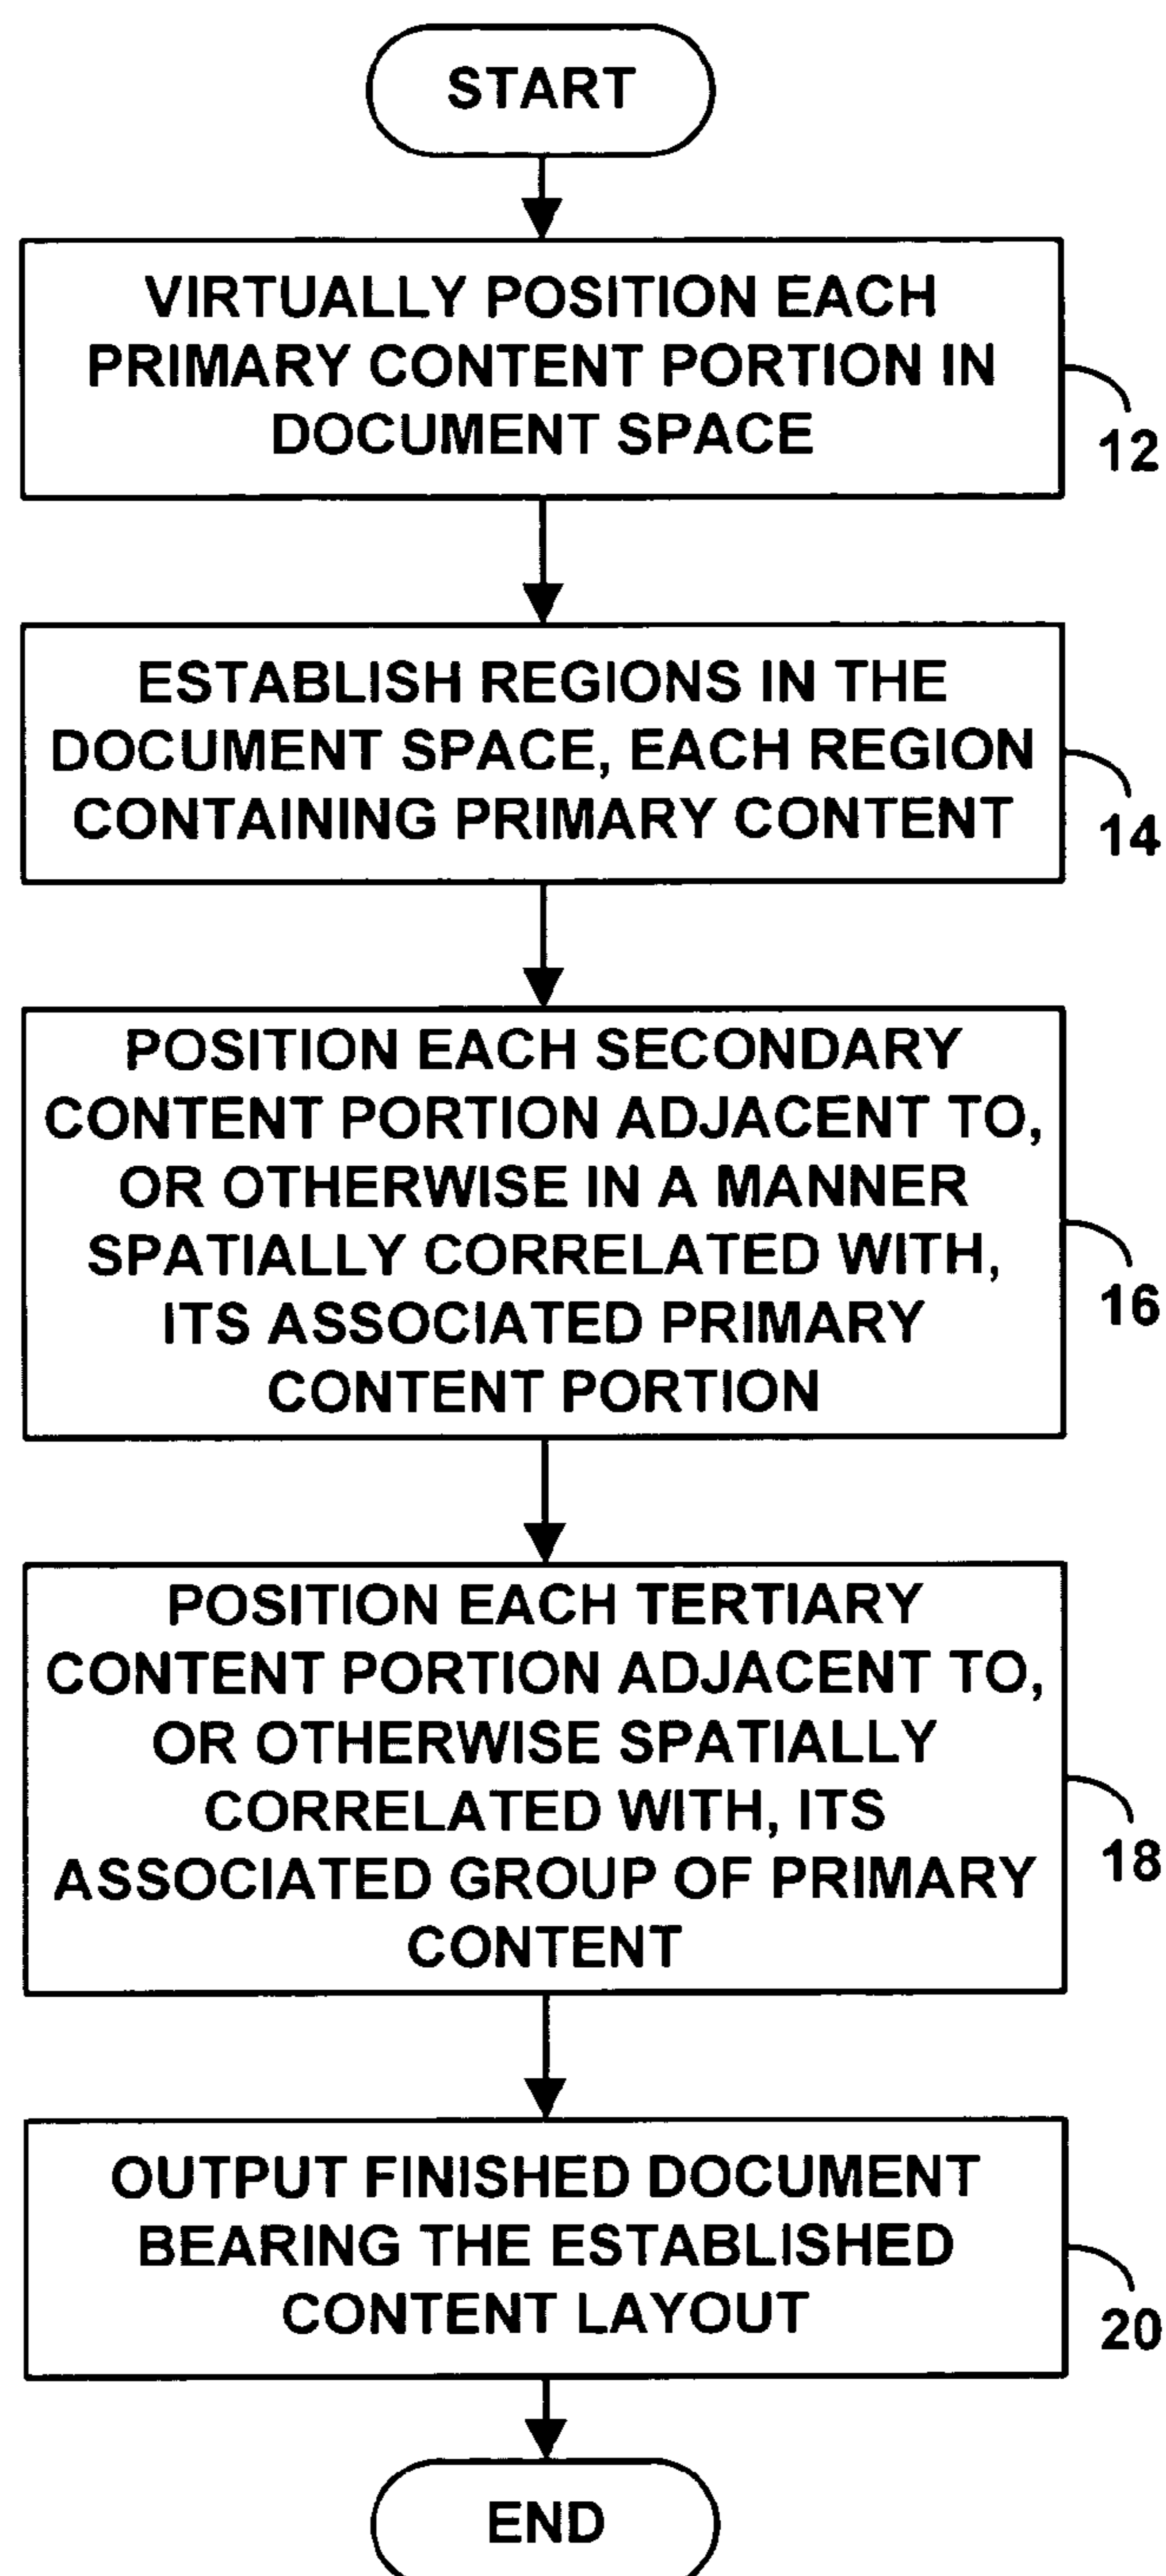 START
VIRTUALLY POSITION EACH
PRIMARY CONTENT PORTION IN
DOCUMENT SPACE
12
ESTABLISH REGIONS IN THE
DOCUMENT SPACE, EACH REGION
CONTAINING PRIMARY CONTENT
14
POSITION EACH SECONDARY
CONTENT PORTION ADJACENT TO,
OR OTHERWISE IN A MANNER
SPATIALLY CORRELATED WITH,
ITS ASSOCIATED PRIMARY
CONTENT PORTION
16
POSITION EACH TERTIARY
CONTENT PORTION ADJACENT TO,
OR OTHERWISE SPATIALLY
CORRELATED WITH, ITS
ASSOCIATED GROUP OF PRIMARY
CONTENT
18
OUTPUT FINISHED DOCUMENT
BEARING THE ESTABLISHED
CONTENT LAYOUT
20
END